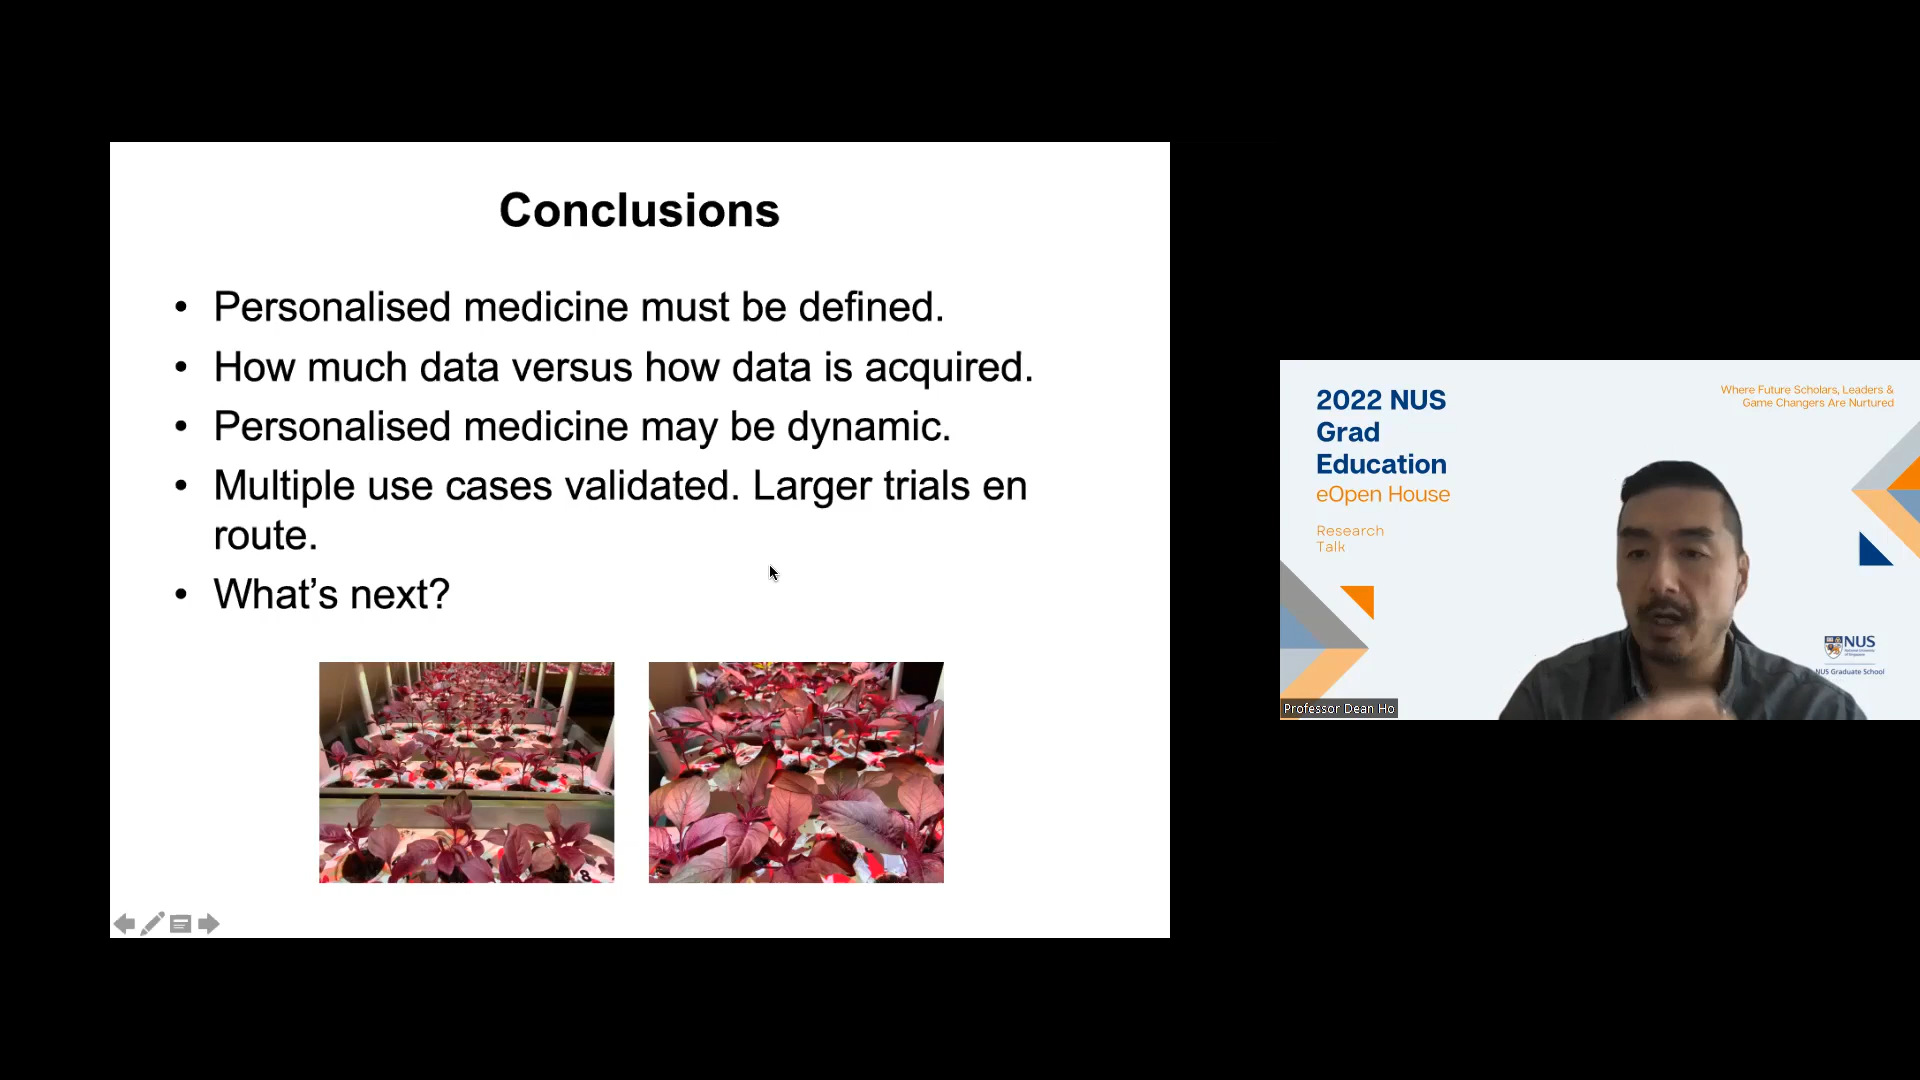 Conclusions
• Personalised medicine must be defined.
• How much data versus how data is acquired.
• Personalised medicine may be dynamic.
• Multiple use cases validated. Larger trials en
route.
• What’s next?
8
2022 NUS
Grad
Education
eOpen House
Research
Talk
Where Future Scholars, Leaders &
Game Changers Are Nurtured
NUS
National University
of Singapore
NUS Graduate School
Professor Dean Ho